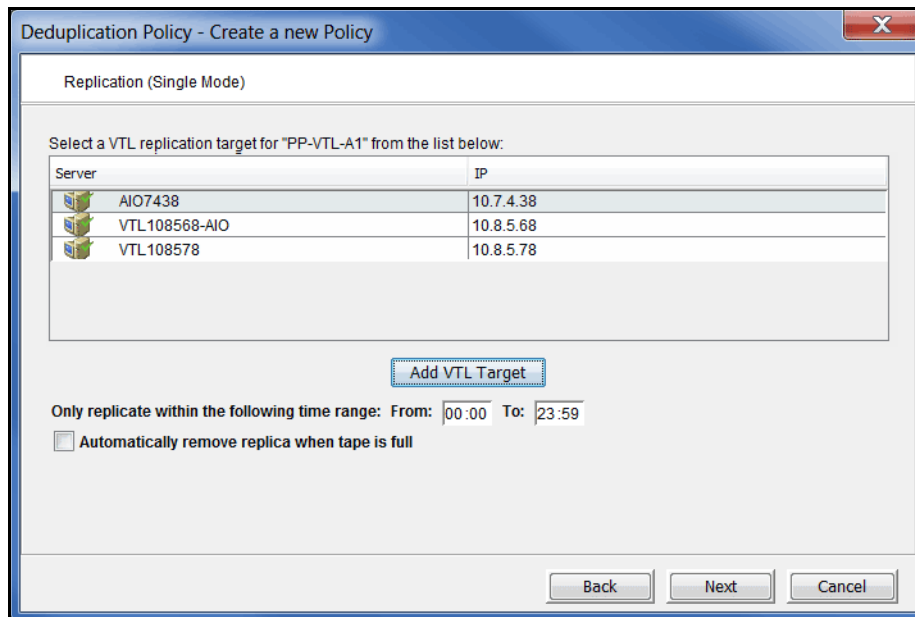 Deduplication Policy - Create a new Policy
X
Replication (Single Mode)
Select a VTL replication target for "PP-VTL-A1" from the list below:
Server IP
AIO7438 10.7.4.38
VTL108568-AIO 10.8.5.68
VTL108578 10.8.5.78
Add VTL Target
Only replicate within the following time range: From: 00:00 To: 23:59
Automatically remove replica when tape is full
Back Next Cancel